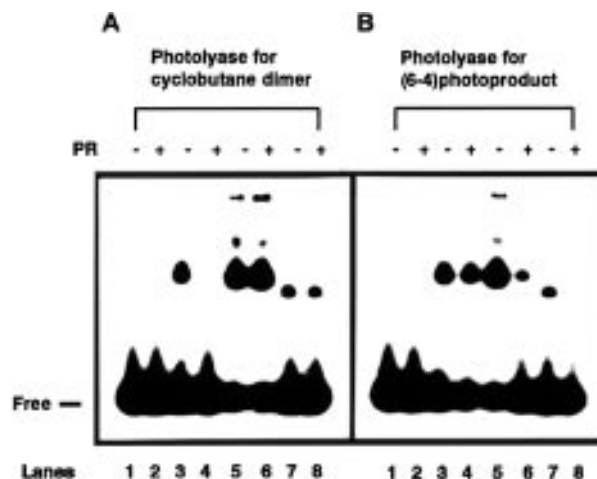 A
B
Photolyase for
cyclobutane dimer
Photolyase for
(6-4)photoproduct
PR - + - + - + - + - + - + - + - +
Free —
Lanes 1 2 3 4 5 6 7 8 1 2 3 4 5 6 7 8